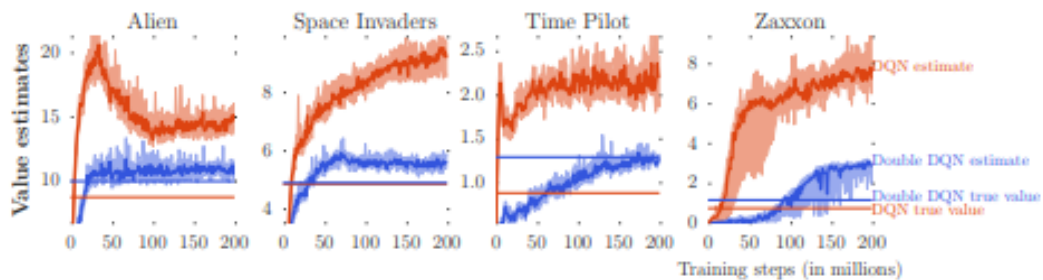 Alien
Space Invaders
Time Pilot
Zaxxon
Value estimates
20
15
10
0 50 100 150 200
8
6
4
0 50 100 150 200
2.5
2.0
1.5
1.0
0 50 100 150 200
8
6
4
2
0
0 50 100 150 200
DQN estimate
Double DQN estimate
Double DQN true value
DQN true value
Training steps (in millions)